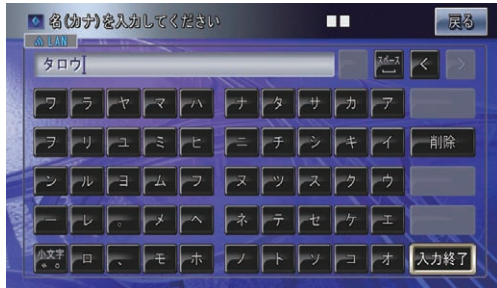 名(カナ)を入力してください 戻る
LAN
タロウ スペース
ワ ラ ヤ マ ハ ナ タ サ カ ア
ヲ リ ユ ミ ヒ ニ チ シ キ イ 削除
ン ル ヨ ム フ ヌ ツ ス ク ウ
ー レ 。 メ ヘ ネ テ セ ケ エ
小文字 ゛゜ ロ 、 モ ホ ノ ト ソ コ オ 入力終了